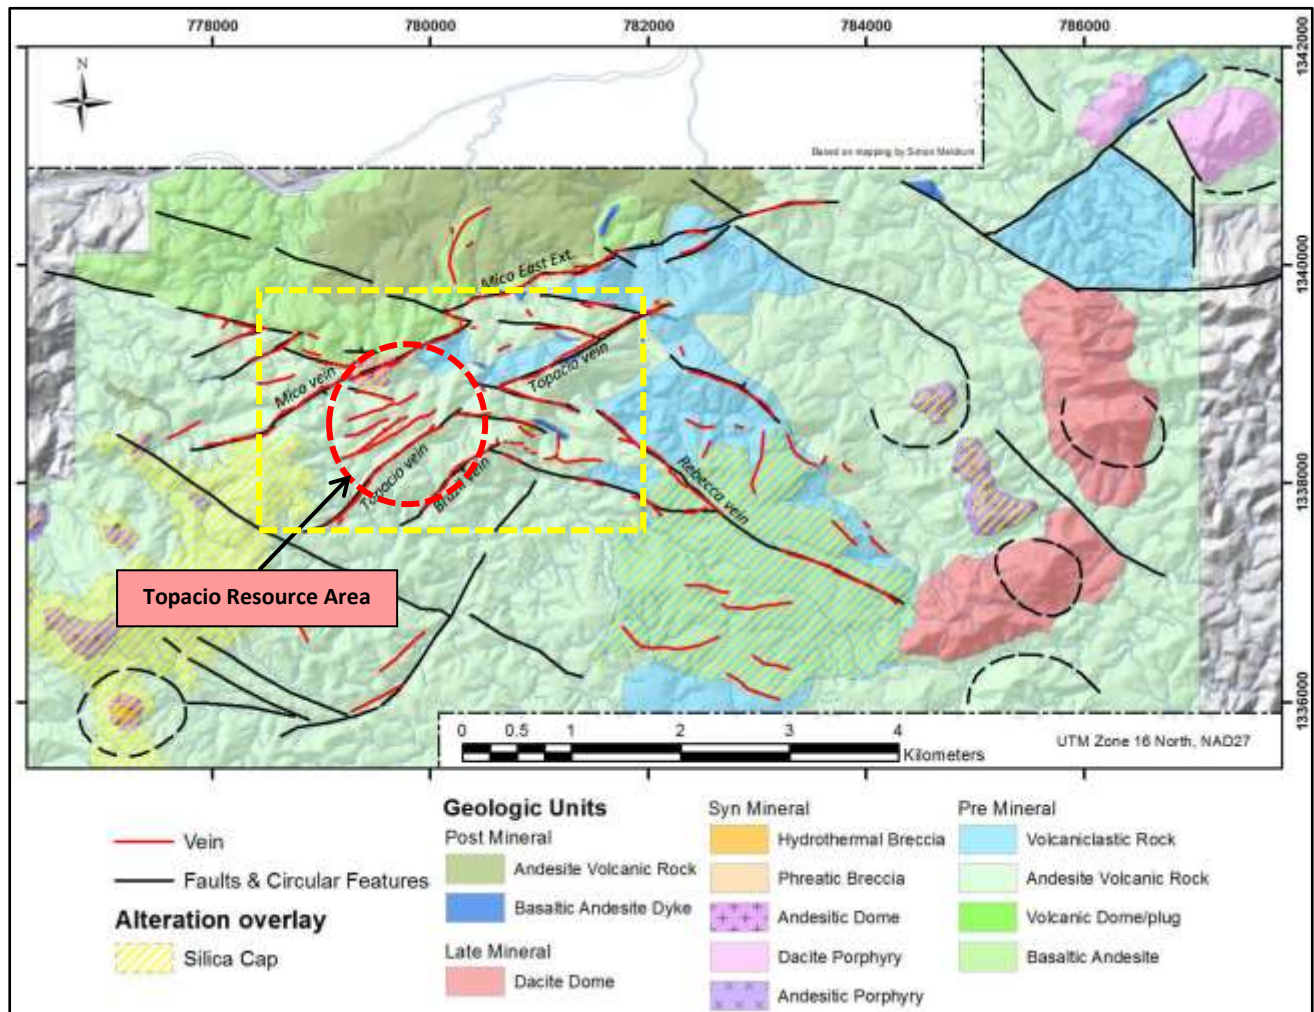 778000 780000 782000 784000 786000
1342000
N
Based on mapping by Simon Meldrum
1340000
Mico East Ext.
Topacio vein
Mico vein
Topacio vein
Brazil vein
Rebecca vein
1338000
Topacio Resource Area
1336000
0 0.5 1 2 3 4
Kilometers
UTM Zone 16 North, NAD27
Vein
Faults & Circular Features
Alteration overlay
Silica Cap
Geologic Units
Post Mineral
Andesite Volcanic Rock
Basaltic Andesite Dyke
Late Mineral
Dacite Dome
Syn Mineral
Hydrothermal Breccia
Phreatic Breccia
Andesitic Dome
Dacite Porphyry
Andesitic Porphyry
Pre Mineral
Volcaniclastic Rock
Andesite Volcanic Rock
Volcanic Dome/plug
Basaltic Andesite